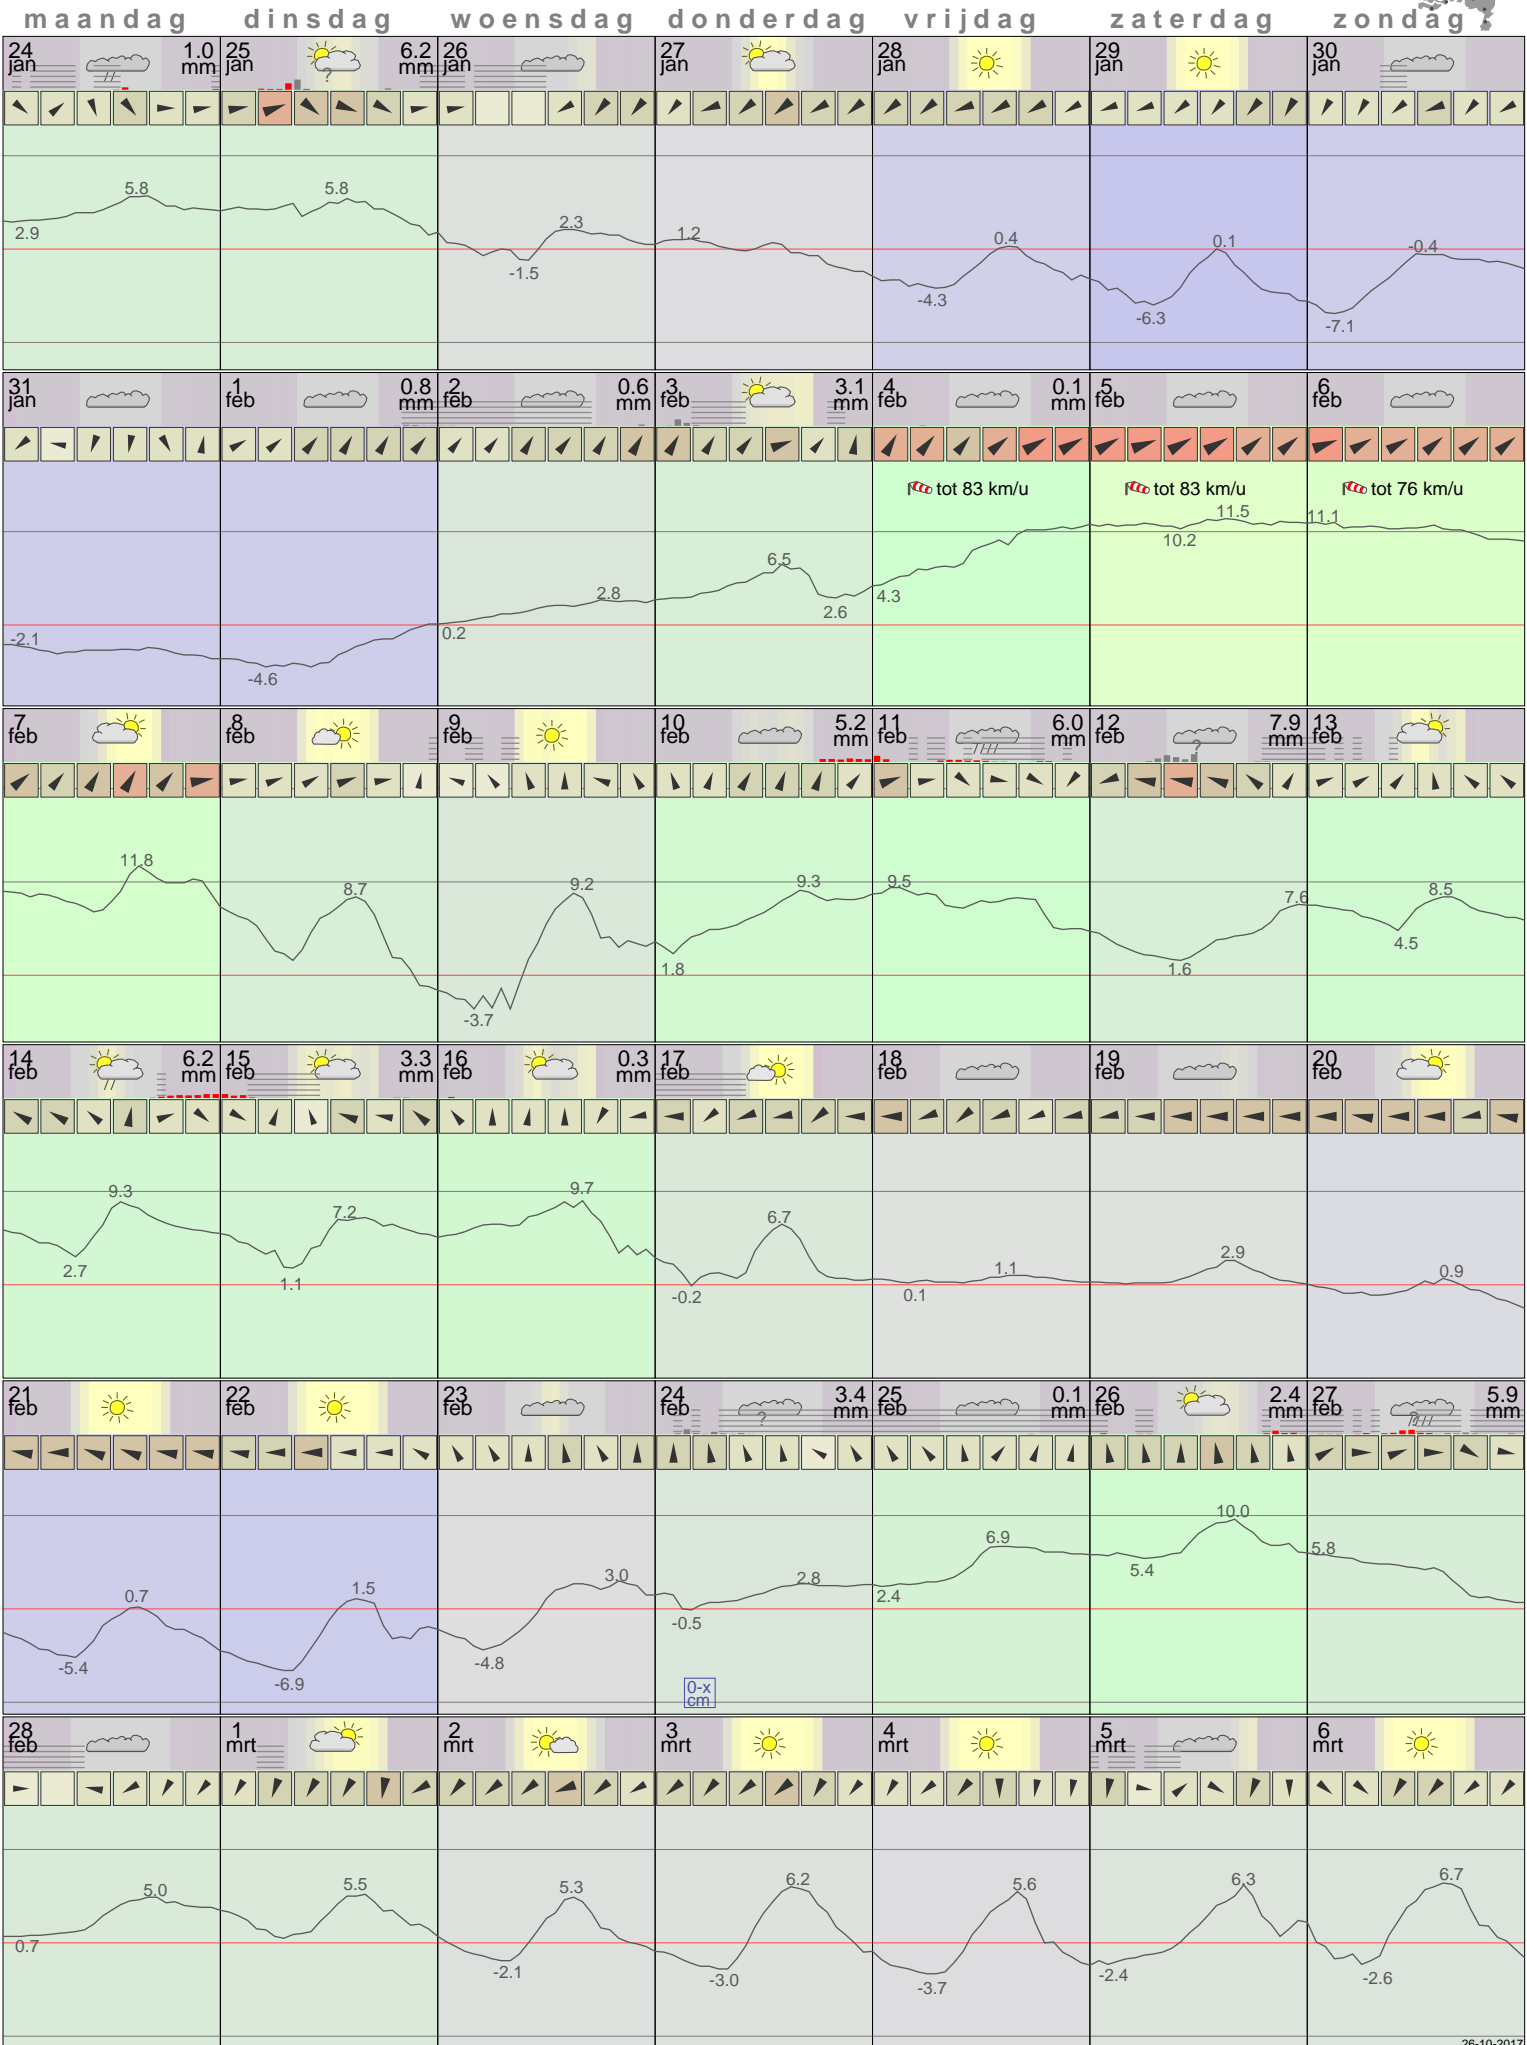 maandag dinsdag woensdag donderdag vrijdag zaterdag zondag
24 1.0 25 6.2 26 27 28 29 30
jan mm jan mm jan jan jan jan jan
?
5.8 5.8
2.9 2.3 1.2 0.4 0.1 -0.4
-1.5
-4.3 -6.3 -7.1
31 1 0.8 2 0.6 3 3.1 4 0.1 5 6
jan feb mm feb mm feb mm feb mm feb feb
tot 83 km/u tot 83 km/u tot 76 km/u
11.5 11.1
10.2
6.5
2.8 2.6 4.3
-2.1 0.2
-4.6
7 8 9 10 5.2 11 6.0 12 7.9 13
feb feb feb feb mm feb mm feb mm feb
?
11.8
8.7 9.2 9.3 9.5 7.6 8.5
4.5
1.8 1.6
-3.7
14 6.2 15 3.3 16 0.3 17 18 19 20
feb mm feb mm feb mm feb feb feb feb
9.3 7.2 9.7 6.7
2.7 1.1 -0.2 0.1 1.1 2.9 0.9
21 22 23 24 3.4 25 0.1 26 2.4 27 5.9
feb feb feb feb mm feb mm feb mm feb mm
? ?
10.0
6.9 5.8
5.4
0.7 1.5 3.0 2.8 2.4
-0.5
-5.4 -6.9 -4.8
0-x
cm
28 1 2 3 4 5 6
feb mrt mrt mrt mrt mrt mrt
5.0 5.5 5.3 6.2 5.6 6.3 6.7
0.7 -2.1 -3.0 -3.7 -2.4 -2.6
26-10-2017